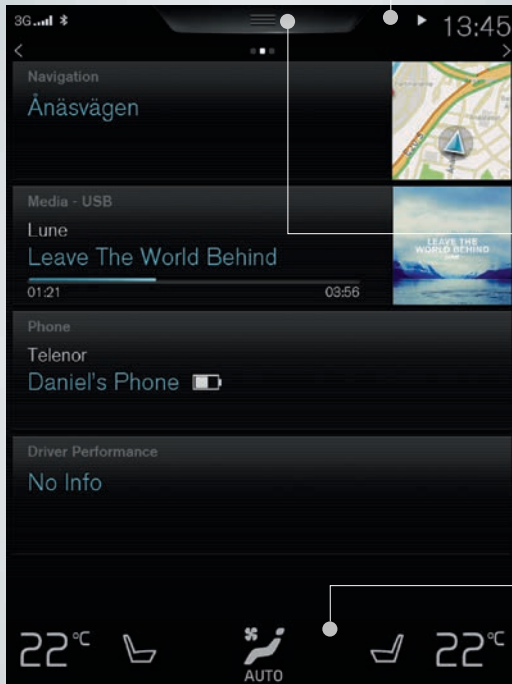 3G
13:45
Navigation
Ånäsvägen
Media - USB
Lune
Leave The World Behind
01:21 03:56
LEAVE THE
WORLD BEHIND
Phone
Telenor
Daniel's Phone
Driver Performance
No Info
22°C 22°C
AUTO